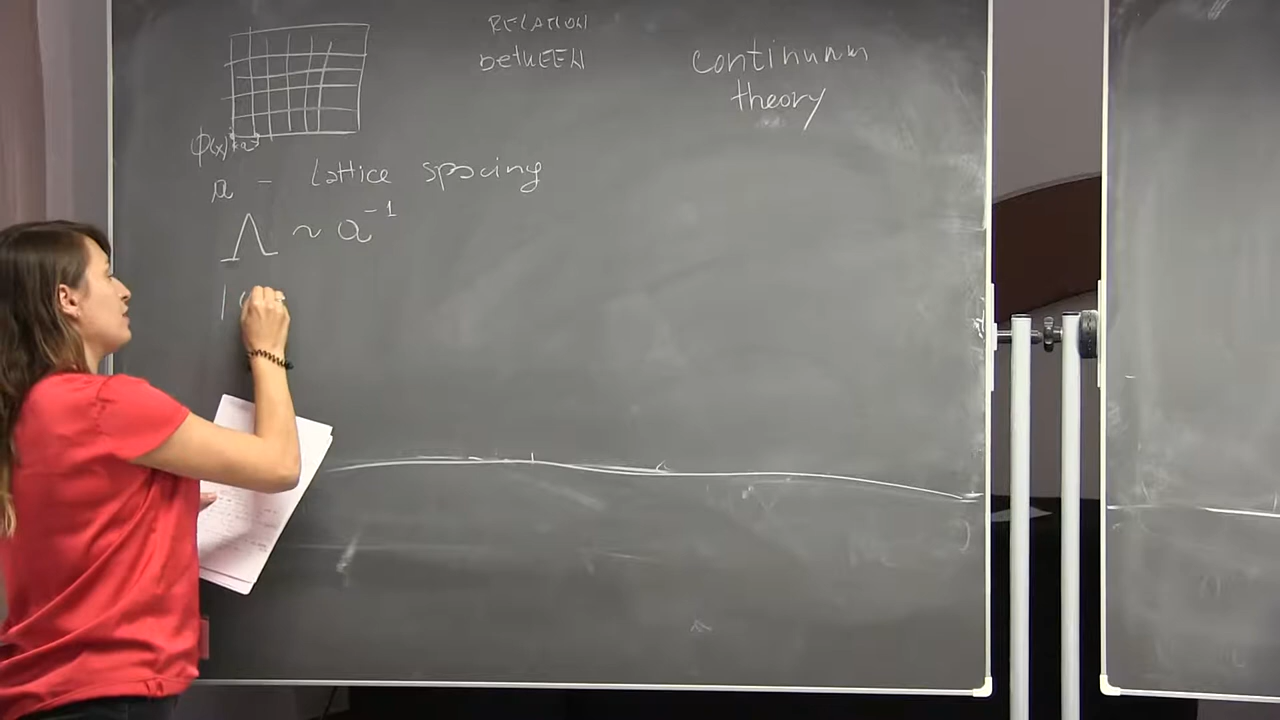 RELATION
betWEEN
continuum
theory
φ(x)
a - lattice spacing
Λ ~ a⁻¹